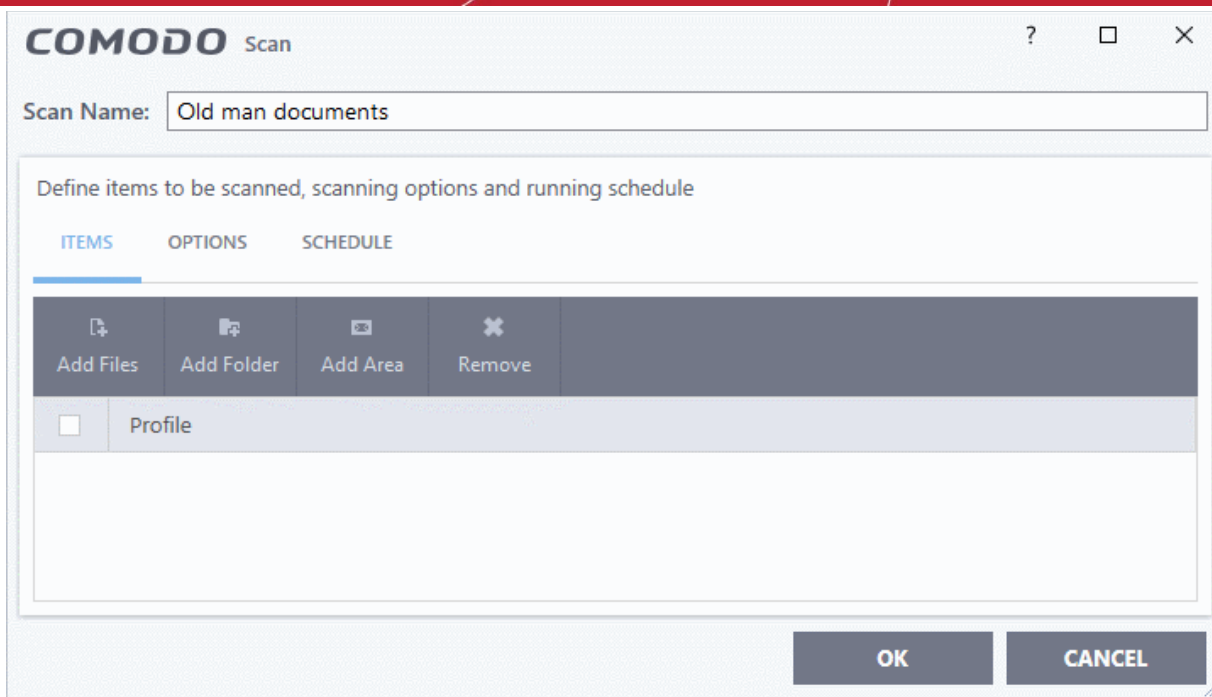 COMODO Scan ?
Scan Name: Old man documents
Define items to be scanned, scanning options and running schedule
ITEMS OPTIONS SCHEDULE
Add Files Add Folder Add Area Remove
Profile
OK CANCEL